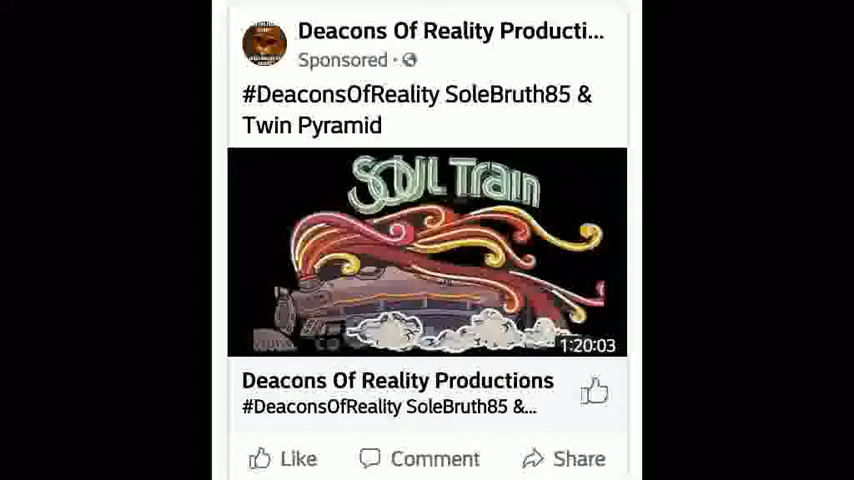 Deacons Of Reality Producti...
Sponsored ·
#DeaconsOfReality SoleBruth85 &
Twin Pyramid
SOUL Train
1:20:03
Deacons Of Reality Productions
#DeaconsOfReality SoleBruth85 &...
Like Comment Share